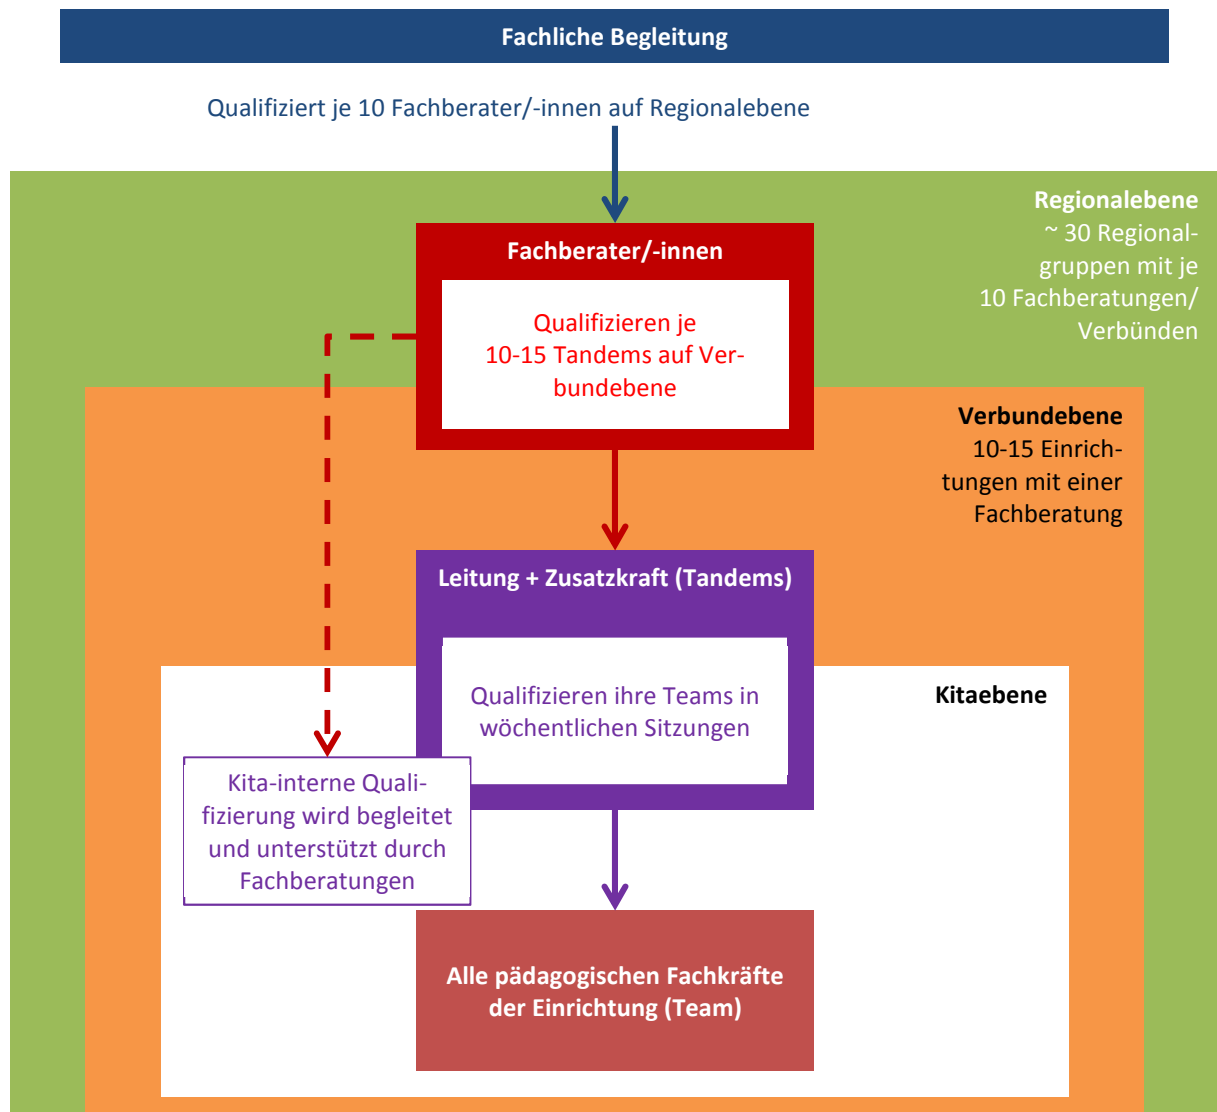 Fachliche Begleitung
Qualifiziert je 10 Fachberater/-innen auf Regionalebene
Regionalebene
~ 30 Regional-
gruppen mit je
10 Fachberatungen/
Verbünden
Fachberater/-innen
Qualifizieren je
10-15 Tandems auf Ver-
bundebene
Verbundebene
10-15 Einrich-
tungen mit einer
Fachberatung
Leitung + Zusatzkraft (Tandems)
Qualifizieren ihre Teams in
wöchentlichen Sitzungen
Kitaebene
Kita-interne Quali-
fizierung wird begleitet
und unterstützt durch
Fachberatungen
Alle pädagogischen Fachkräfte
der Einrichtung (Team)